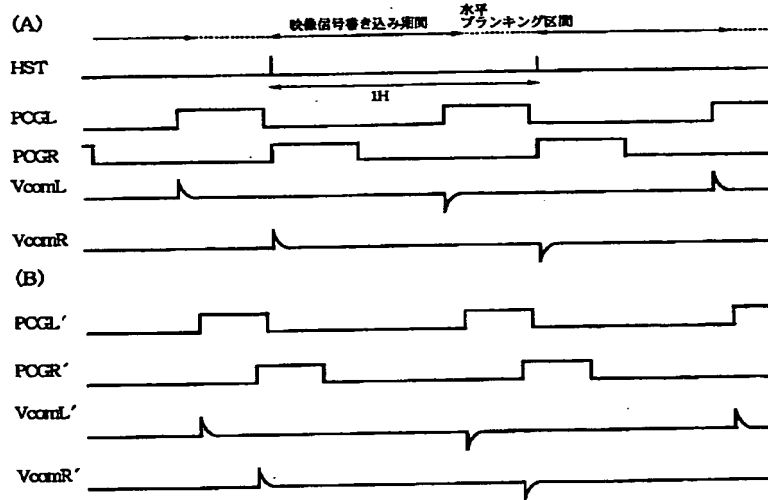 (A)
映像信号書き込み期間
水平
ブランキング区間
HST
1H
PCGL
PCGR
VcomL
VcomR
(B)
PCGL′
PCGR′
VcomL′
VcomR′